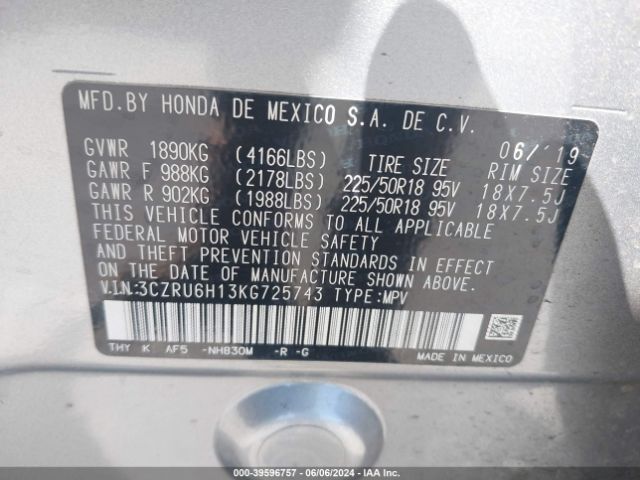 MFD.BY HONDA DE MEXICO S.A. DE C.V.
06/'19
GVWR 1890KG (4166LBS) TIRE SIZE RIM SIZE
GAWR F 988KG (2178LBS) 225/50R18 95V 18X7.5J
GAWR R 902KG (1988LBS) 225/50R18 95V 18X7.5J
THIS VEHICLE CONFORMS TO ALL APPLICABLE
FEDERAL MOTOR VEHICLE SAFETY
AND THEFT PREVENTION STANDARDS IN EFFECT
ON THE DATE OF MANUFACTURE SHOWN ABOVE.
V.I.N:3CZRU6H13KG725743 TYPE:MPV
THY K AF5 -NH830M -R -G MADE IN MEXICO
000-39596757 - 06/06/2024 - IAA Inc.